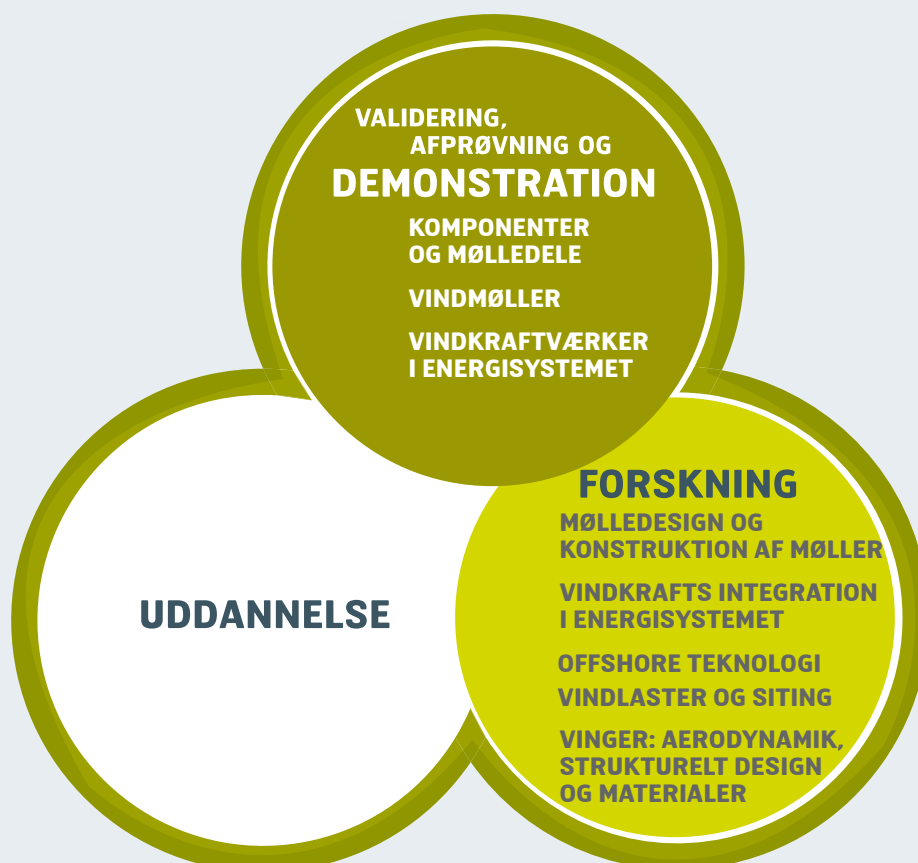 VALIDERING,
AFPRØVNING OG
DEMONSTRATION
KOMPONENTER
OG MØLLEDELE
VINDMØLLER
VINDKRAFTVÆRKER
I ENERGISYSTEMET
UDDANNELSE
FORSKNING
MØLLEDESIGN OG
KONSTRUKTION AF MØLLER
VINDKRAFTS INTEGRATION
I ENERGISYSTEMET
OFFSHORE TEKNOLOGI
VINDLASTER OG SITING
VINGER: AERODYNAMIK,
STRUKTURELT DESIGN
OG MATERIALER